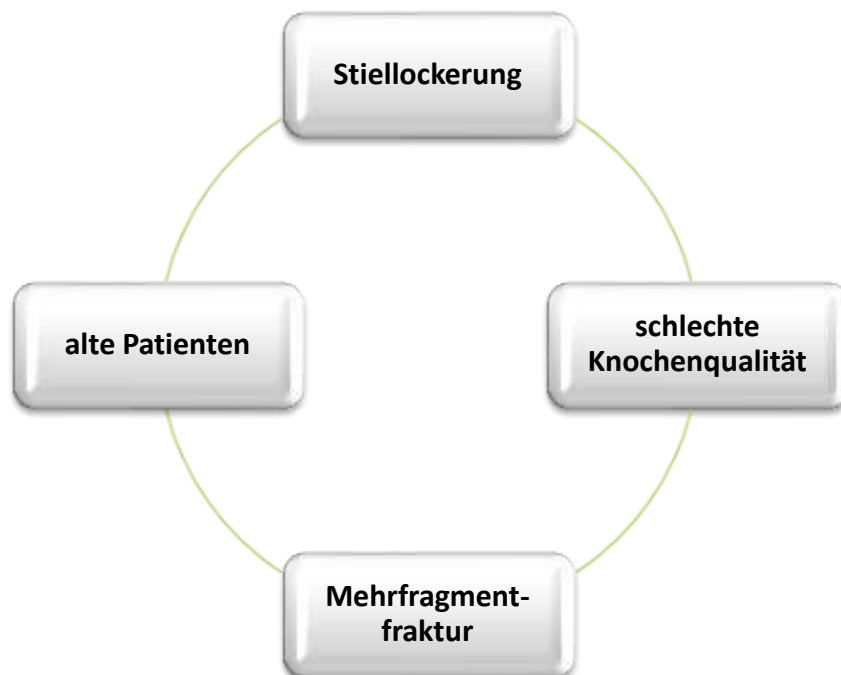 Stiellockerung
alte Patienten
schlechte
Knochenqualität
Mehrfragment-
fraktur